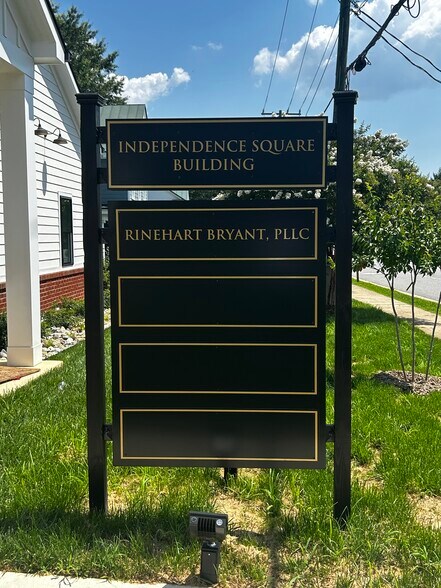 INDEPENDENCE SQUARE
BUILDING
RINEHART BRYANT, PLLC